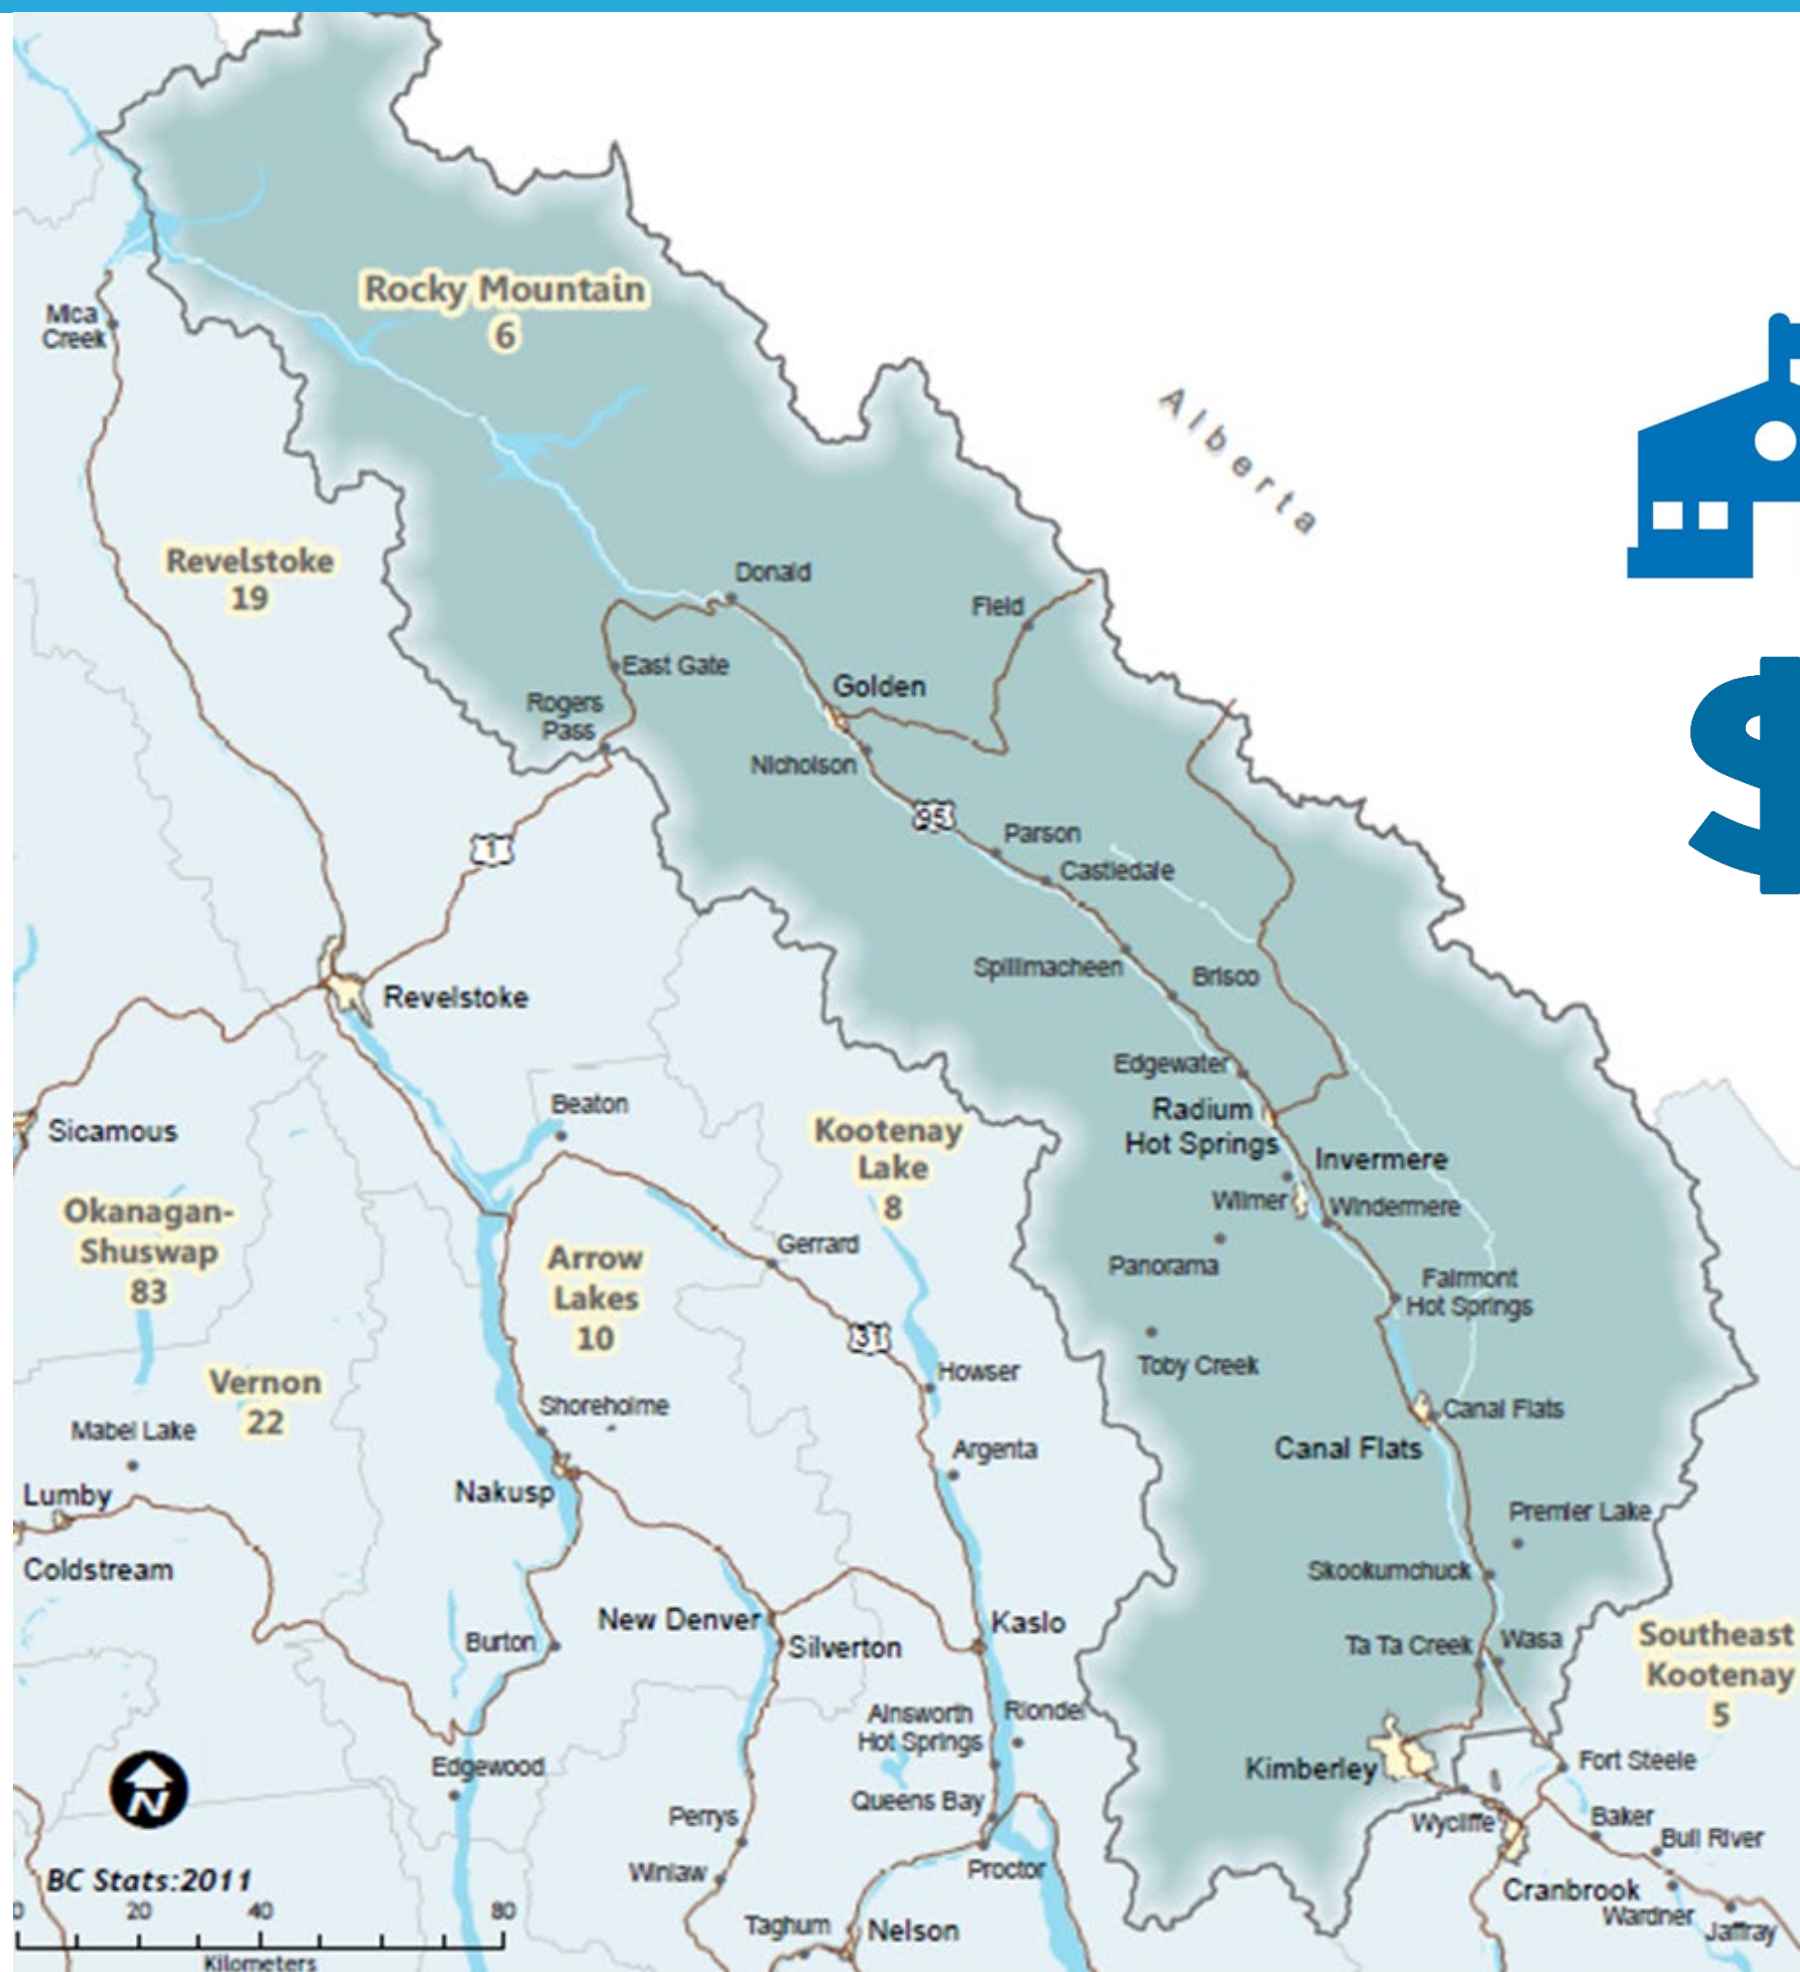 Rocky Mountain
6
Mica
Creek
Alberta
Revelstoke
19
Donald
Field
East Gate
Golden
Rogers
Pass
Nicholson
95
Parson
1
Castledale
Spillimacheen
Brisco
Revelstoke
Edgewater
Beaton
Radium
Hot Springs
Kootenay
Lake
8
Sicamous
Invermere
Wilmer
Windermere
Okanagan-
Shuswap
83
Gerrard
Panorama
Arrow
Lakes
10
Fairmont
Hot Springs
31
Toby Creek
Howser
Vernon
22
Shoreholme
Canal Flats
Mabel Lake
Argenta
Canal Flats
Lumby
Nakusp
Premier Lake
Coldstream
Skookumchuck
New Denver
Kaslo
Silverton
Burton
Ta Ta Creek
Wasa
Southeast
Kootenay
5
Ainsworth
Hot Springs
Riondel
Edgewood
Kimberley
Fort Steele
Queens Bay
Perrys
Wycliffe
Baker
Bull River
N
Winlaw
Proctor
BC Stats:2011
Cranbrook
Wardner
Jaffray
0 20 40 80
Taghum
Nelson
Kilometers
$